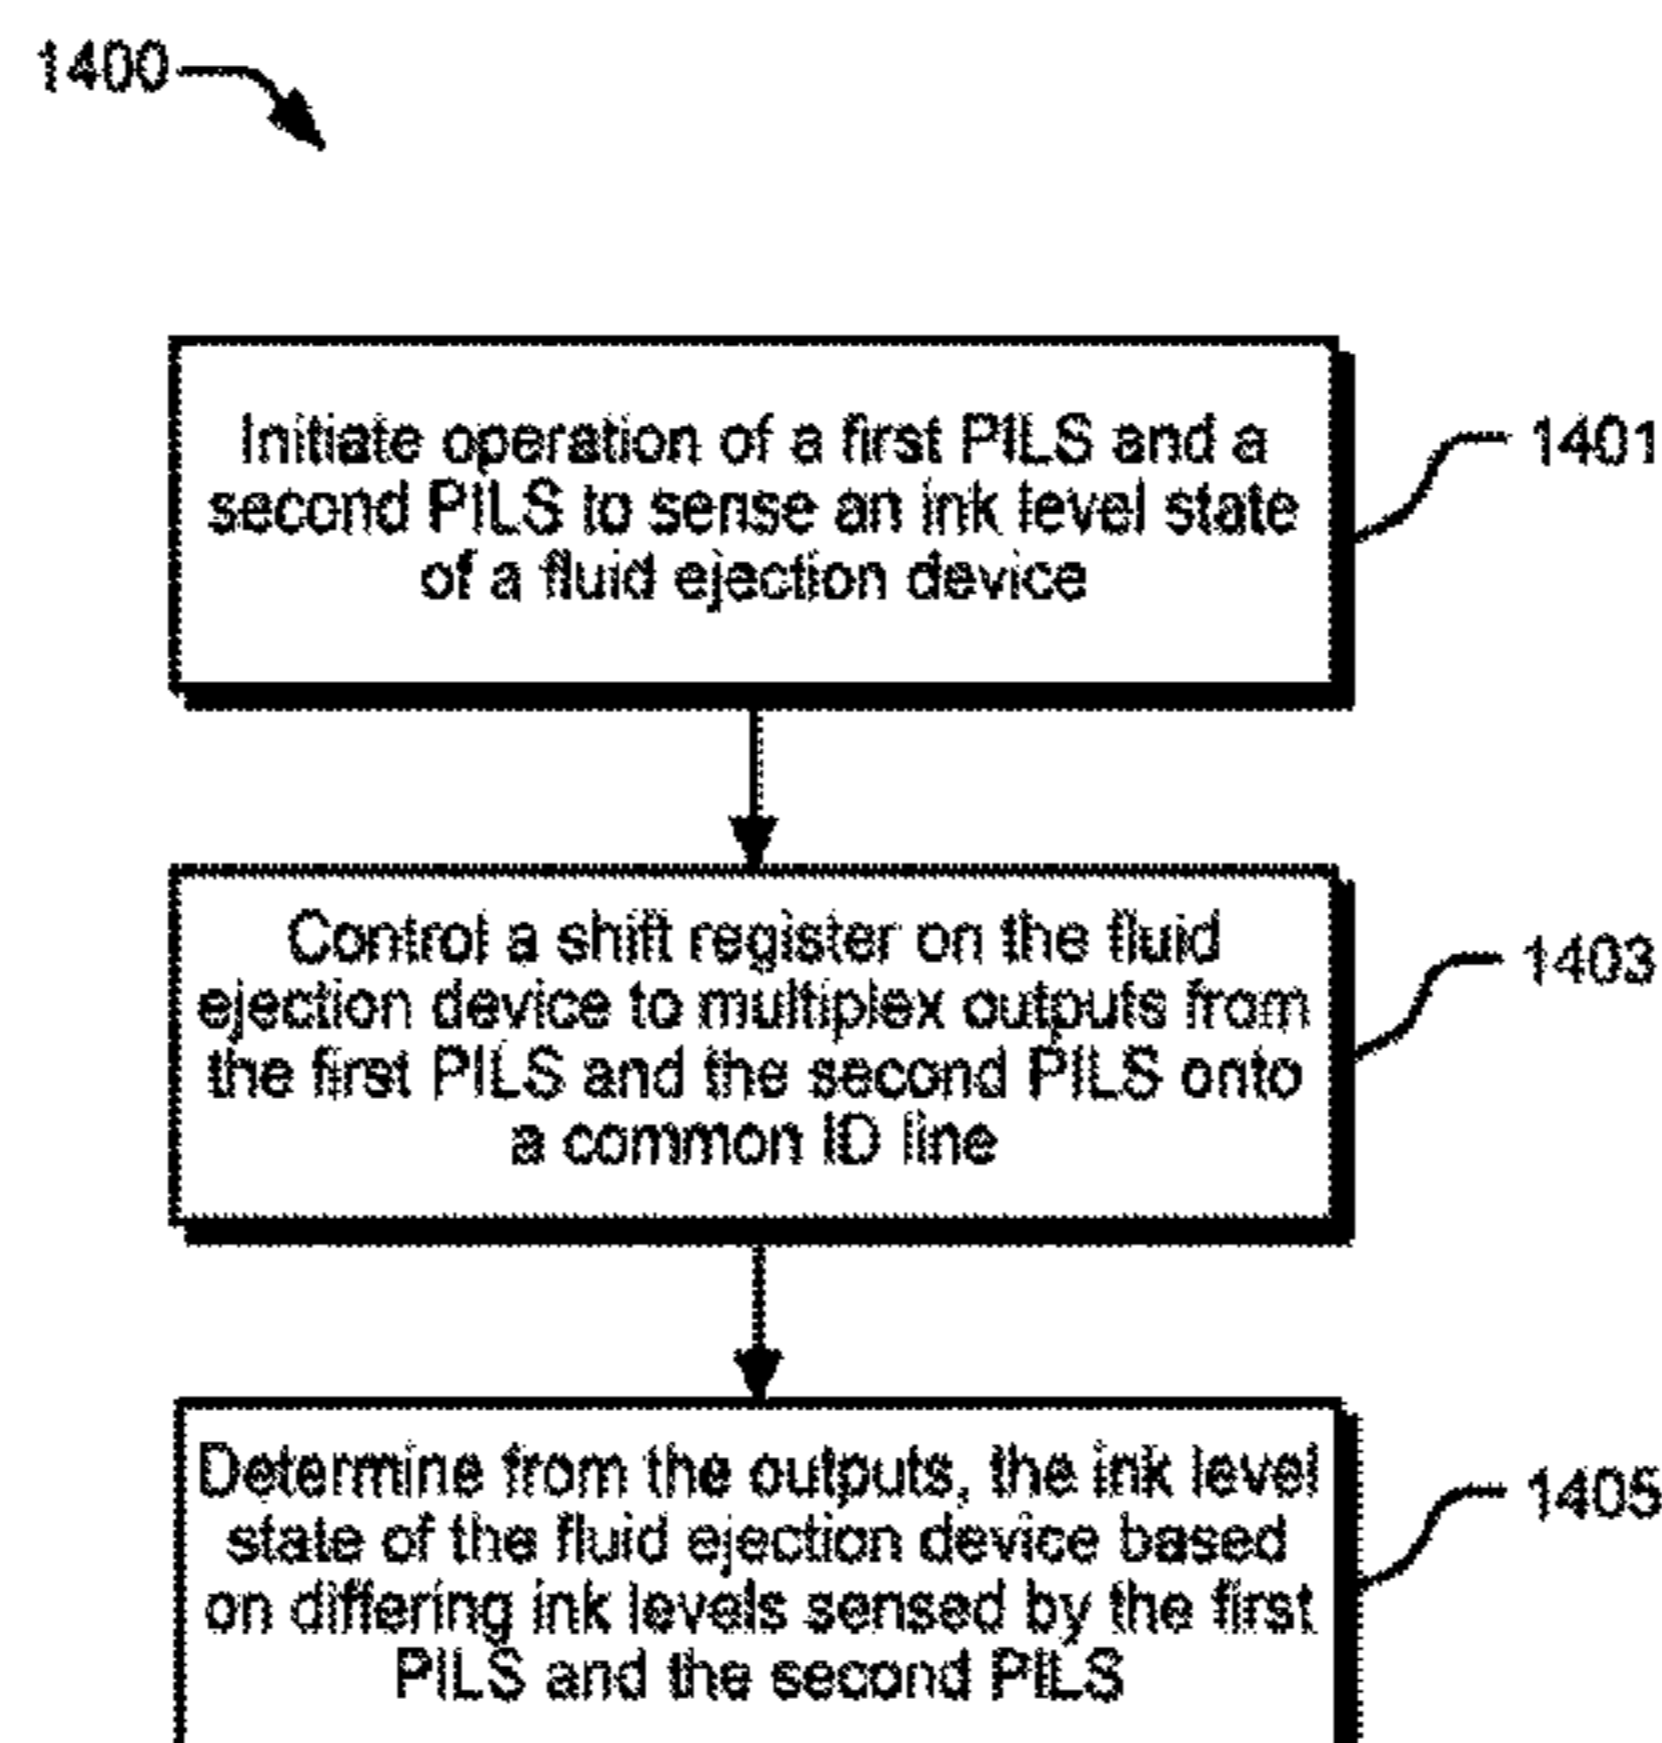 1400
Initiate operation of a first PILS and a
second PILS to sense an ink level state
of a fluid ejection device
1401
Control a shift register on the fluid
ejection device to multiplex outputs from
the first PILS and the second PILS onto
a common ID line
1403
Determine from the outputs, the ink level
state of the fluid ejection device based
on differing ink levels sensed by the first
PILS and the second PILS
1405